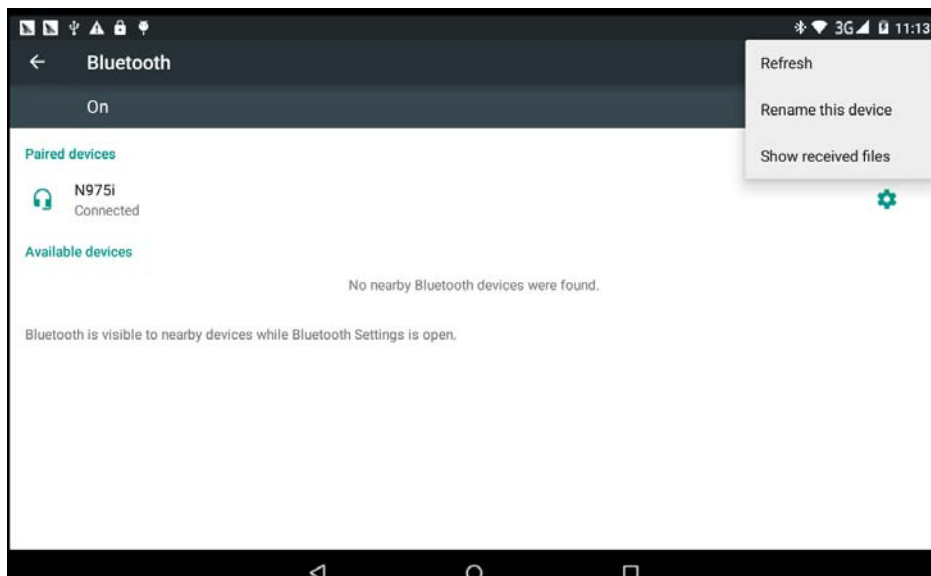 3G 11:13
Bluetooth
Refresh
On
Rename this device
Paired devices
Show received files
N975i
Connected
Available devices
No nearby Bluetooth devices were found.
Bluetooth is visible to nearby devices while Bluetooth Settings is open.